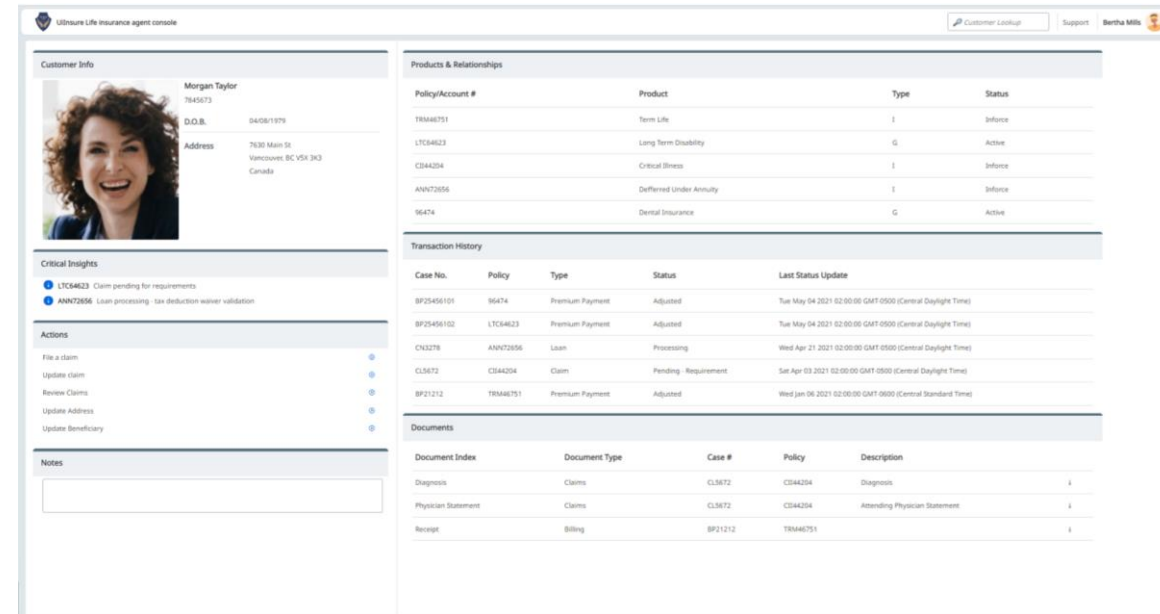 UiInsure Life insurance agent console
Customer Lookup
Support
Bertha Mills
Customer Info
Morgan Taylor
7845673
D.O.B. 04/08/1979
Address 7630 Main St
Vancouver, BC V5X 3K3
Canada
Critical Insights
LTC64623 Claim pending for requirements
ANN72656 Loan processing - tax deduction waiver validation
Actions
File a claim
Update claim
Review Claims
Update Address
Update Beneficiary
Notes
Products & Relationships
Policy/Account # Product Type Status
TRM46751 Term Life I Inforce
LTC64623 Long Term Disability G Active
CII44204 Critical Illness I Inforce
ANN72656 Defferred Under Annuity I Inforce
96474 Dental Insurance G Active
Transaction History
Case No. Policy Type Status Last Status Update
BP25456101 96474 Premium Payment Adjusted Tue May 04 2021 02:00:00 GMT-0500 (Central Daylight Time)
BP25456102 LTC64623 Premium Payment Adjusted Tue May 04 2021 02:00:00 GMT-0500 (Central Daylight Time)
CN3278 ANN72656 Loan Processing Wed Apr 21 2021 02:00:00 GMT-0500 (Central Daylight Time)
CL5672 CII44204 Claim Pending - Requirement Sat Apr 03 2021 02:00:00 GMT-0500 (Central Daylight Time)
BP21212 TRM46751 Premium Payment Adjusted Wed Jan 06 2021 02:00:00 GMT-0600 (Central Standard Time)
Documents
Document Index Document Type Case # Policy Description
Diagnosis Claims CL5672 CII44204 Diagnosis
Physician Statement Claims CL5672 CII44204 Attending Physician Statement
Receipt Billing BP21212 TRM46751